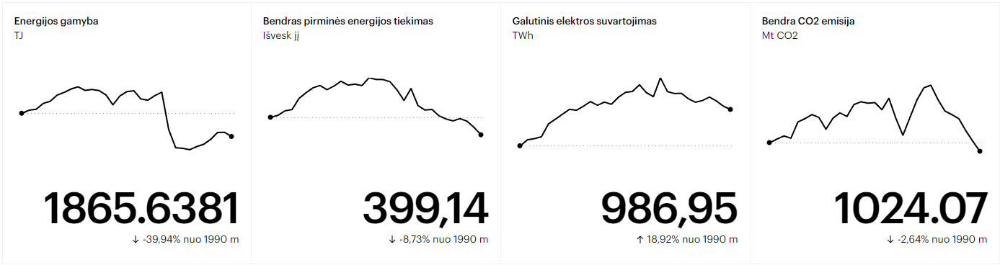 Energijos gamyba
TJ
1865.6381
↓ -39,94% nuo 1990 m
Bendras pirminės energijos tiekimas
Išvesk jį
399,14
↓ -8,73% nuo 1990 m
Galutinis elektros suvartojimas
TWh
986,95
↑ 18,92% nuo 1990 m
Bendra CO2 emisija
Mt CO2
1024.07
↓ -2,64% nuo 1990 m